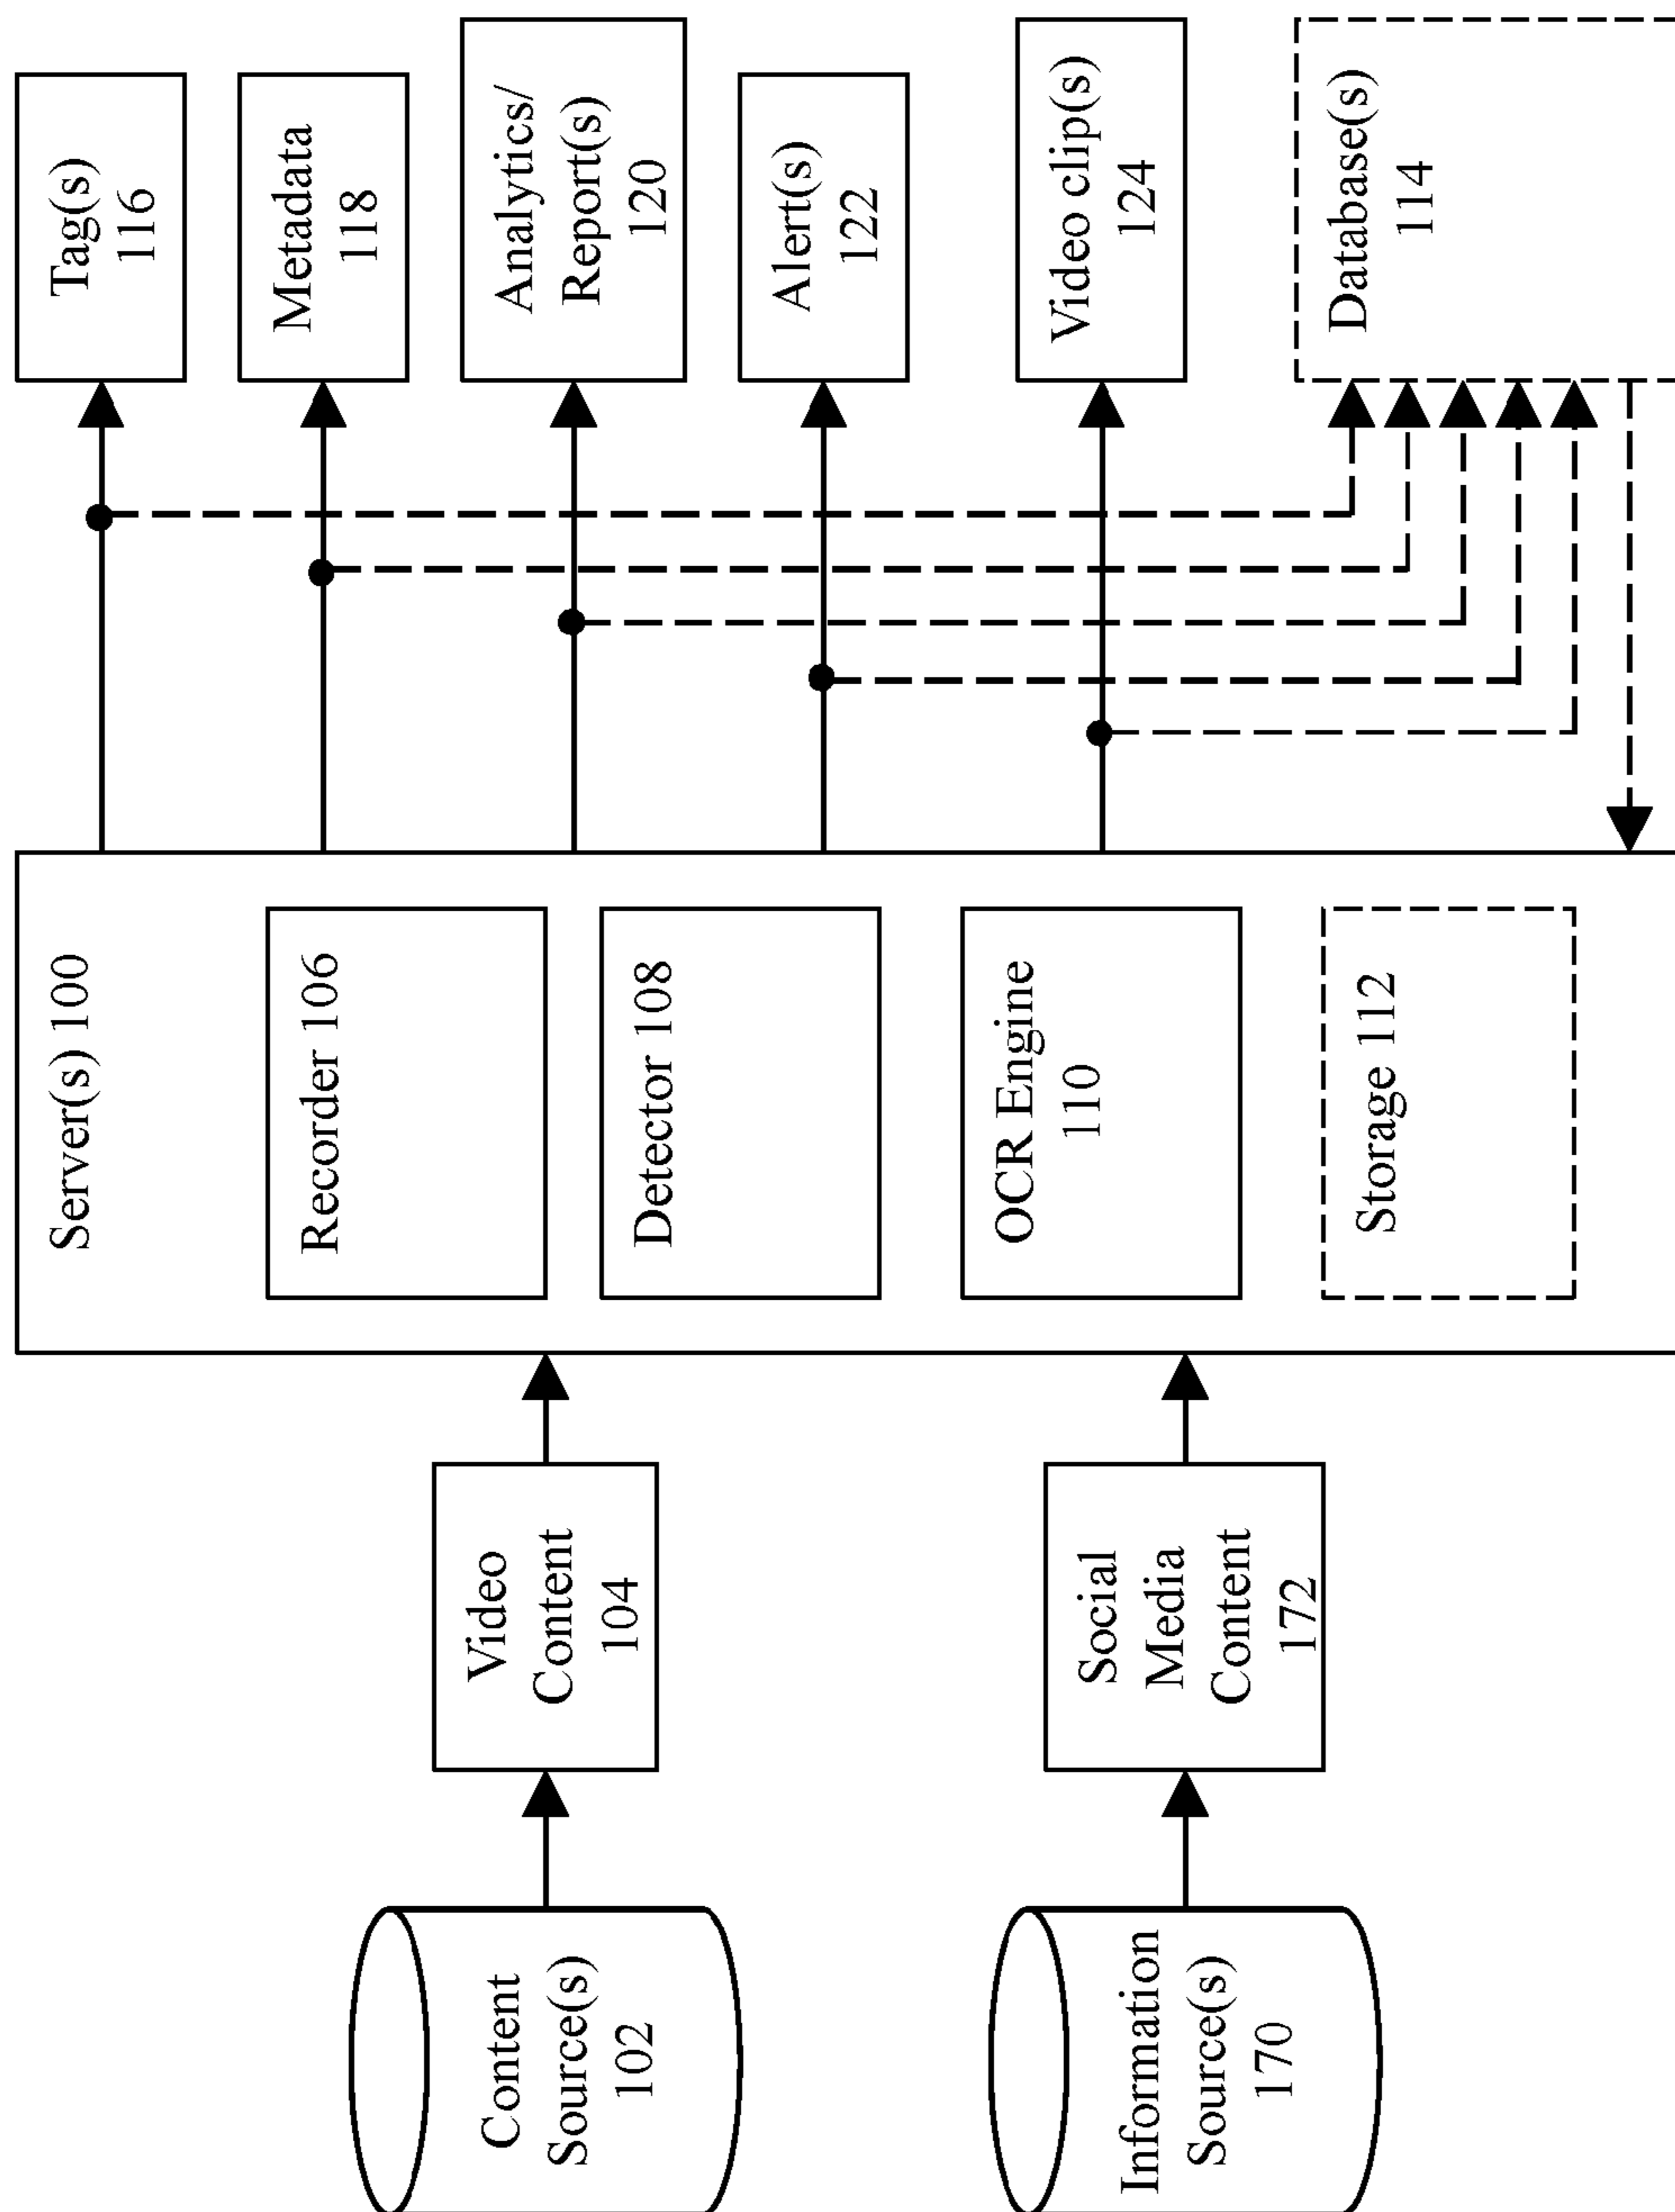 Content
Source(s)
102
Information
Source(s)
170
Video
Content
104
Social
Media
Content
172
Server(s) 100
Recorder 106
Detector 108
OCR Engine
110
Storage 112
Tag(s)
116
Metadata
118
Analytics/
Report(s)
120
Alert(s)
122
Video clip(s)
124
Database(s)
114